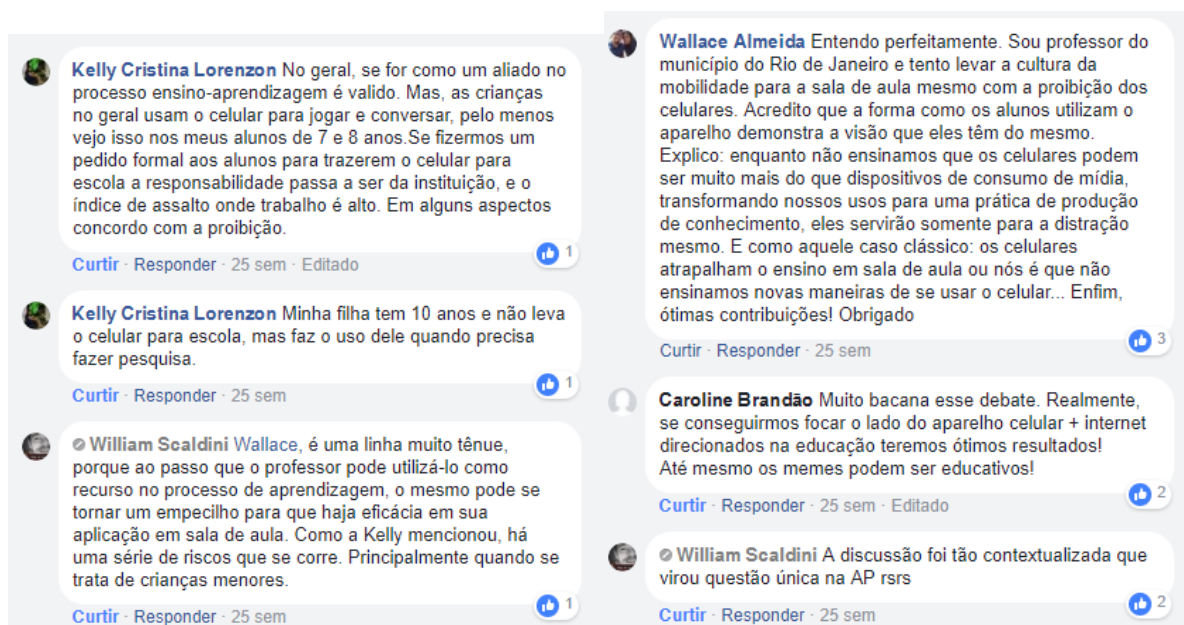 Kelly Cristina Lorenzon No geral, se for como um aliado no
processo ensino-aprendizagem é valido. Mas, as crianças
no geral usam o celular para jogar e conversar, pelo menos
vejo isso nos meus alunos de 7 e 8 anos.Se fizermos um
pedido formal aos alunos para trazerem o celular para
escola a responsabilidade passa a ser da instituição, e o
índice de assalto onde trabalho é alto. Em alguns aspectos
concordo com a proibição.
1
Curtir · Responder · 25 sem · Editado
Kelly Cristina Lorenzon Minha filha tem 10 anos e não leva
o celular para escola, mas faz o uso dele quando precisa
fazer pesquisa.
1
Curtir · Responder · 25 sem
William Scaldini Wallace, é uma linha muito tênue,
porque ao passo que o professor pode utilizá-lo como
recurso no processo de aprendizagem, o mesmo pode se
tornar um empecilho para que haja eficácia em sua
aplicação em sala de aula. Como a Kelly mencionou, há
uma série de riscos que se corre. Principalmente quando se
trata de crianças menores.
1
Curtir · Responder · 25 sem
Wallace Almeida Entendo perfeitamente. Sou professor do
município do Rio de Janeiro e tento levar a cultura da
mobilidade para a sala de aula mesmo com a proibição dos
celulares. Acredito que a forma como os alunos utilizam o
aparelho demonstra a visão que eles têm do mesmo.
Explico: enquanto não ensinamos que os celulares podem
ser muito mais do que dispositivos de consumo de mídia,
transformando nossos usos para uma prática de produção
de conhecimento, eles servirão somente para a distração
mesmo. E como aquele caso clássico: os celulares
atrapalham o ensino em sala de aula ou nós é que não
ensinamos novas maneiras de se usar o celular... Enfim,
ótimas contribuições! Obrigado
3
Curtir · Responder · 25 sem
Caroline Brandão Muito bacana esse debate. Realmente,
se conseguirmos focar o lado do aparelho celular + internet
direcionados na educação teremos ótimos resultados!
Até mesmo os memes podem ser educativos!
2
Curtir · Responder · 25 sem · Editado
William Scaldini A discussão foi tão contextualizada que
virou questão única na AP rsrs
2
Curtir · Responder · 25 sem